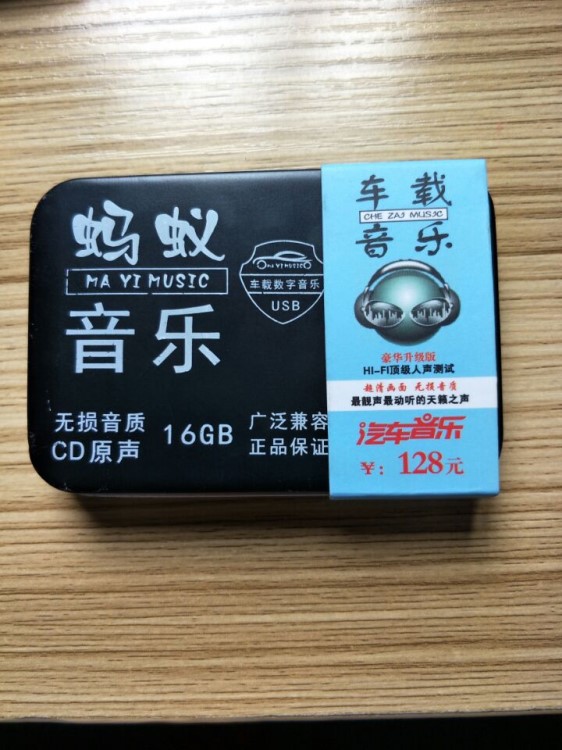 蚂蚁
MA YI MUSIC
音乐
MA YI MUSIC
车载数字音乐
USB
无损音质
CD原声
16GB
广泛兼容
正品保证
车载
CHE ZAI MUSIC
音乐
豪华升级版
HI-FI顶级人声测试
超清画面 无损音质
最靓声最动听的天籁之声
汽车音乐
¥：128元